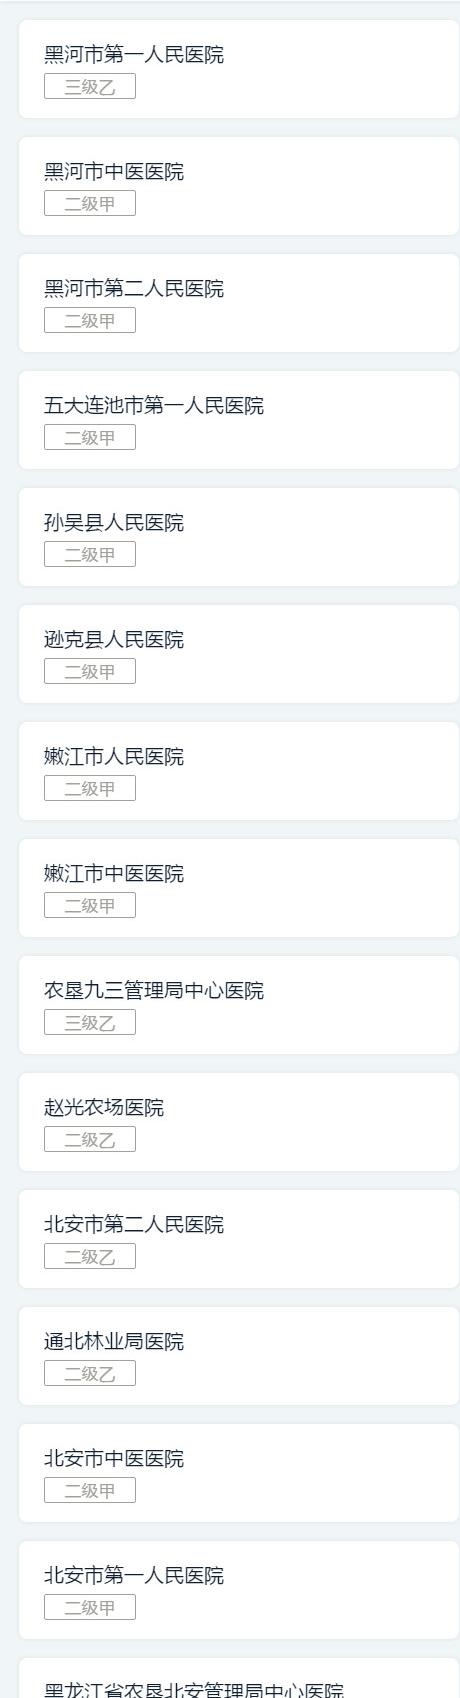 黑河市第一人民医院
三级乙
黑河市中医医院
二级甲
黑河市第二人民医院
二级甲
五大连池市第一人民医院
二级甲
孙吴县人民医院
二级甲
逊克县人民医院
二级甲
嫩江市人民医院
二级甲
嫩江市中医医院
二级甲
农垦九三管理局中心医院
三级乙
赵光农场医院
二级乙
北安市第二人民医院
二级乙
通北林业局医院
二级乙
北安市中医医院
二级甲
北安市第一人民医院
二级甲
黑龙江省农垦北安管理局中心医院